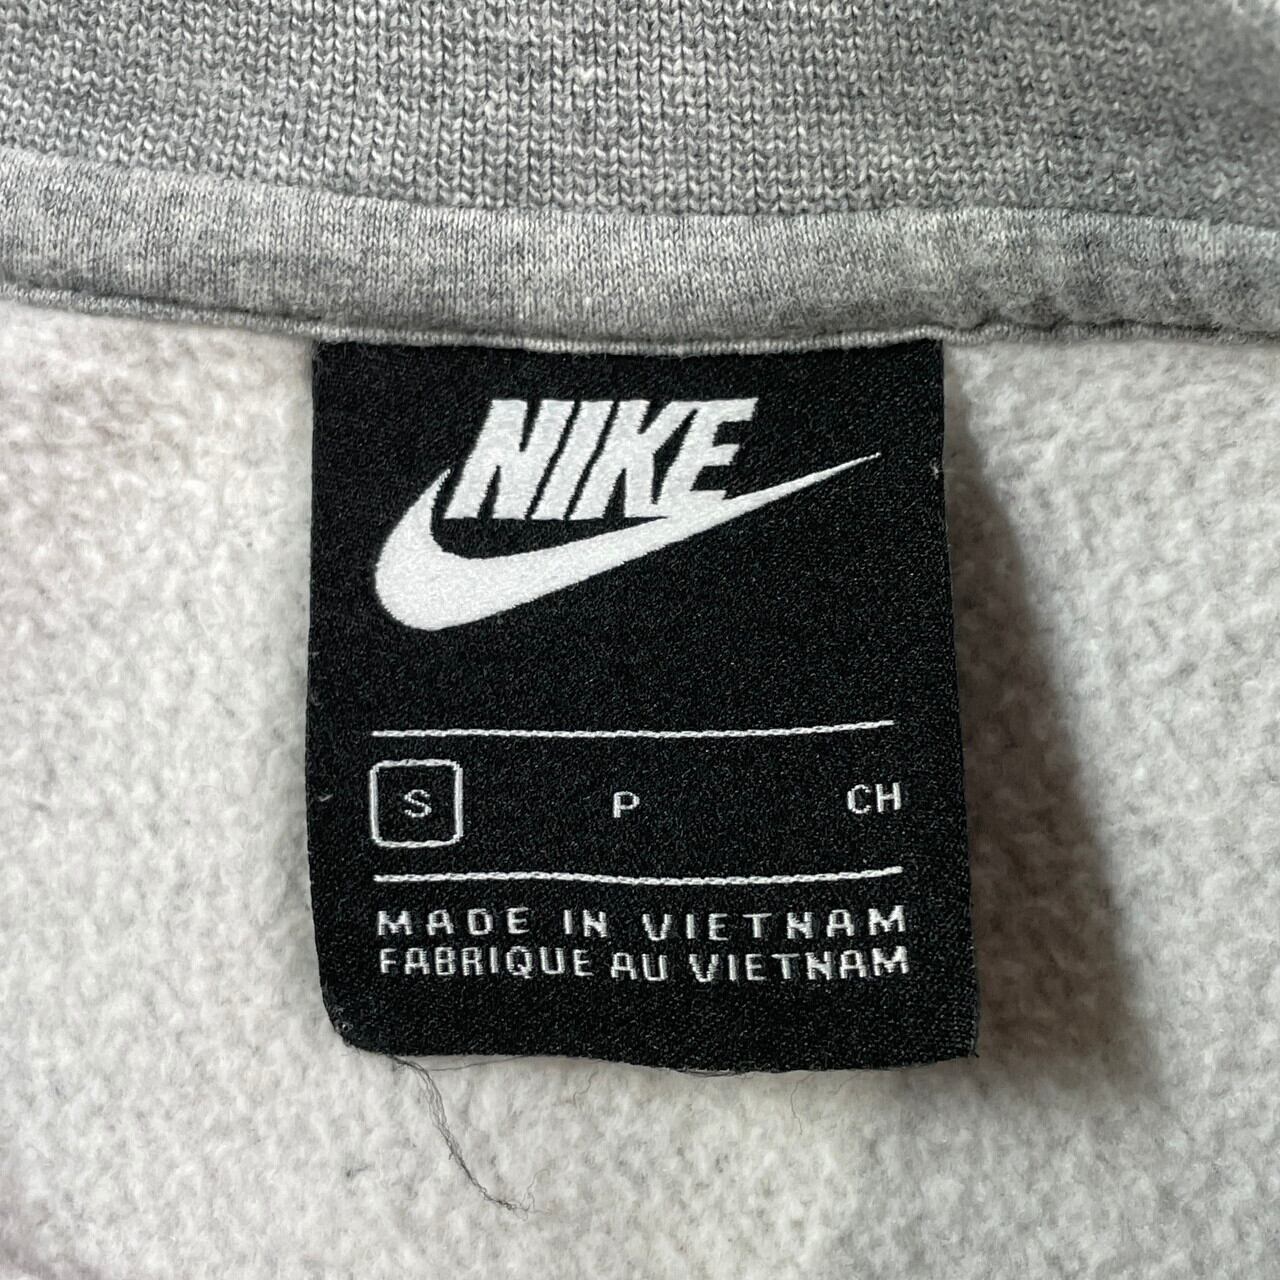 NIKE
S P CH
MADE IN VIETNAM
FABRIQUE AU VIETNAM